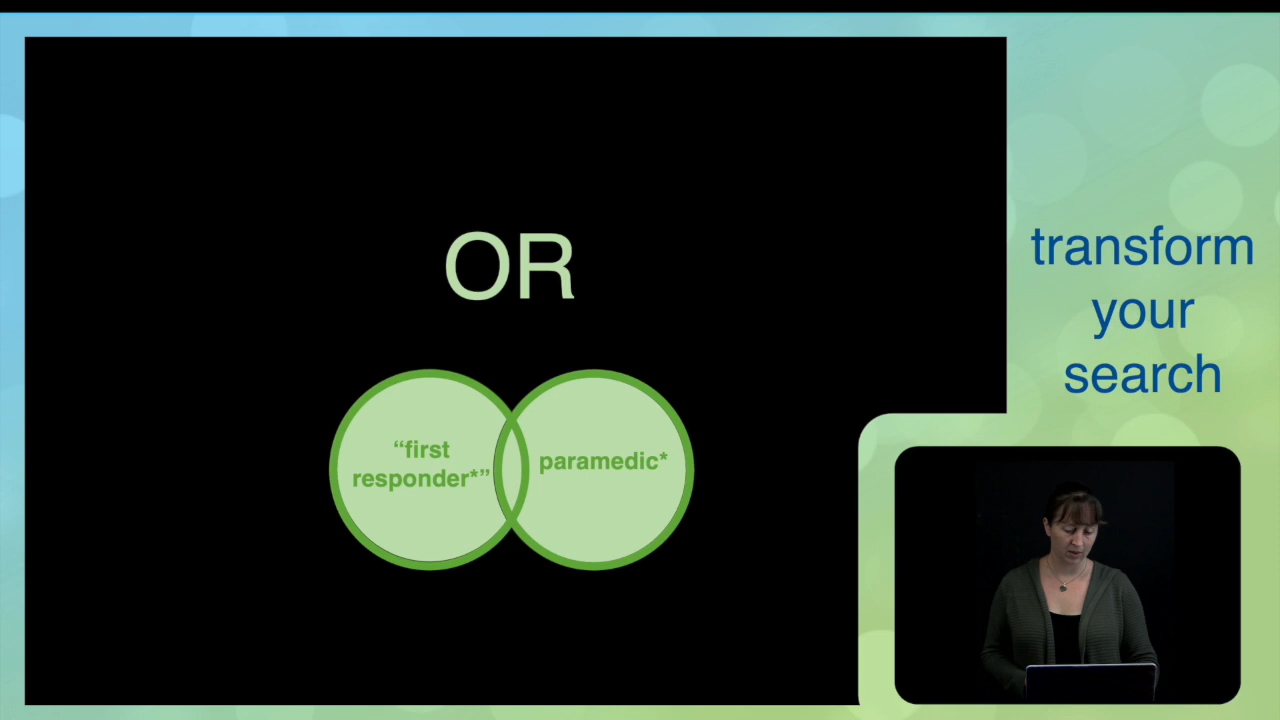 OR
“first
responder*”
paramedic*
transform
your
search